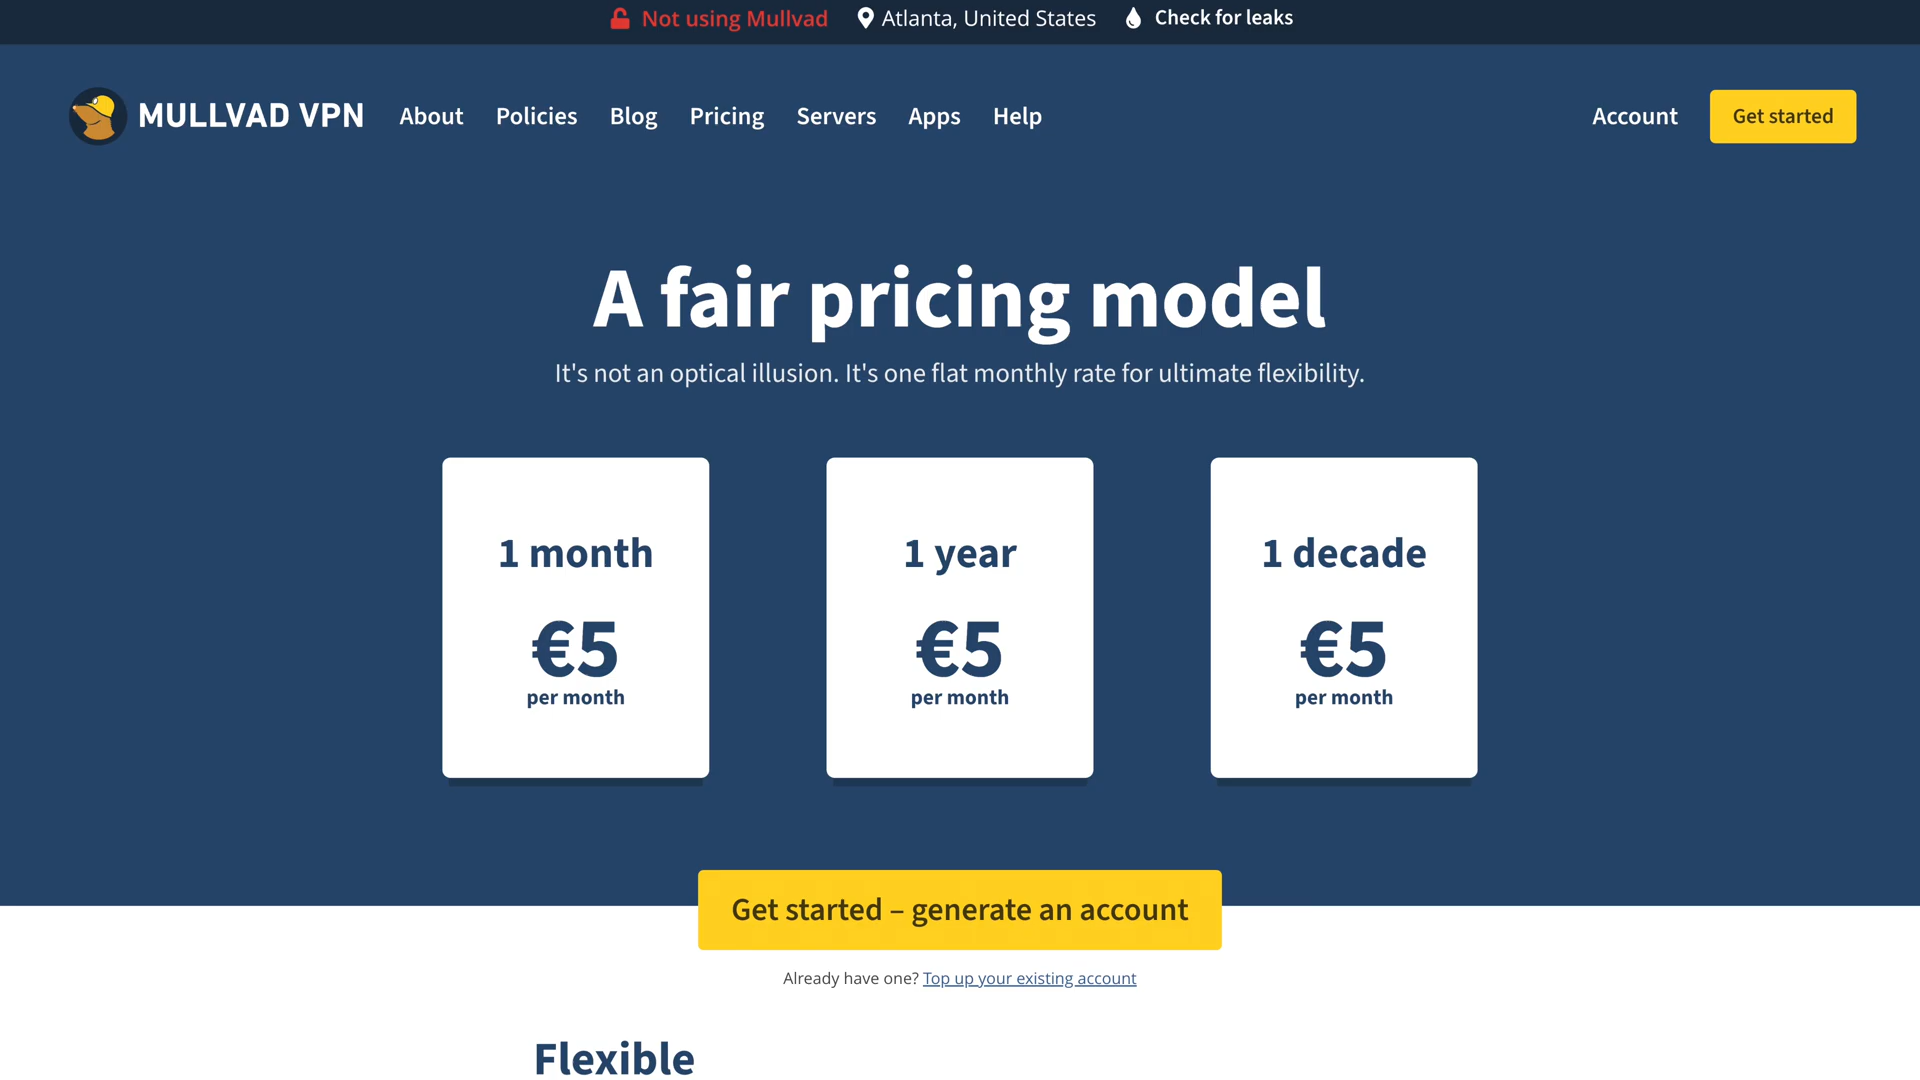 Not using Mullvad Atlanta, United States Check for leaks
MULLVAD VPN About Policies Blog Pricing Servers Apps Help Account Get started
A fair pricing model
It's not an optical illusion. It's one flat monthly rate for ultimate flexibility.
1 month
€5
per month
1 year
€5
per month
1 decade
€5
per month
Get started – generate an account
Already have one? Top up your existing account
Flexible